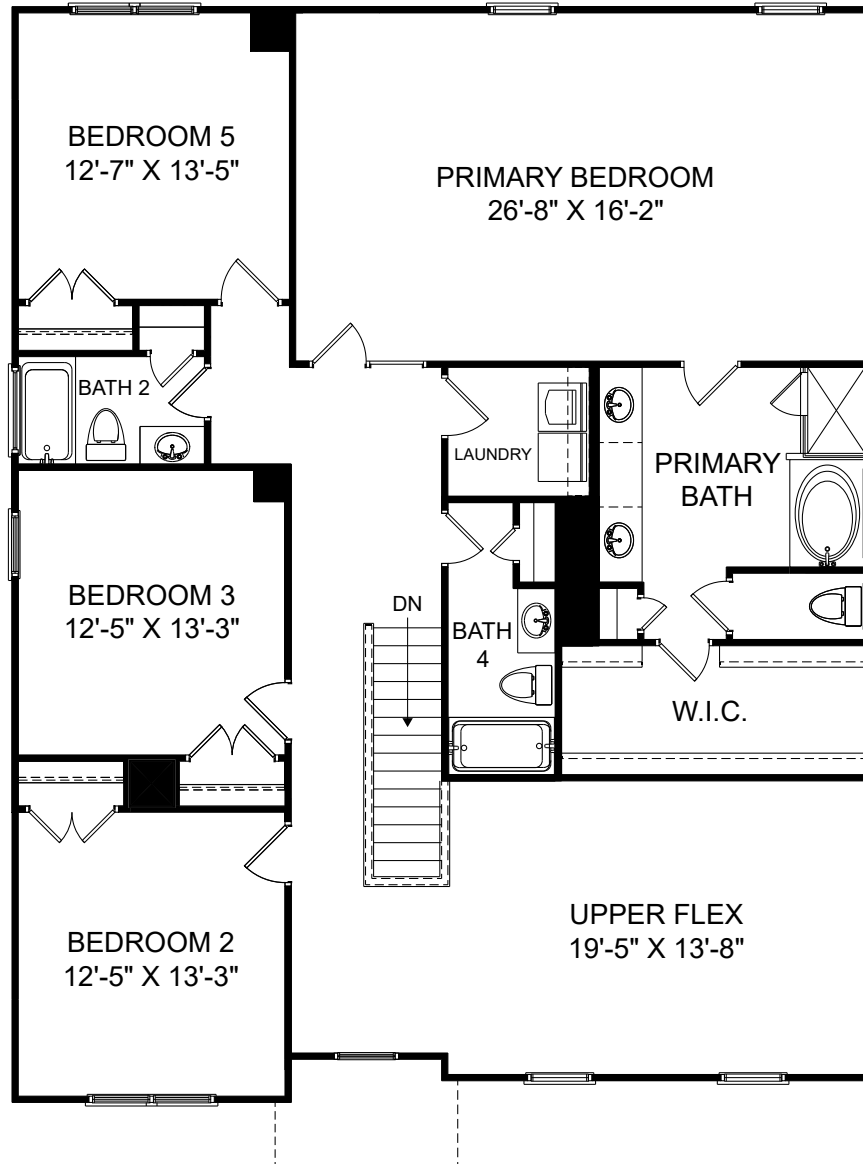 BEDROOM 5
12'-7" X 13'-5"
PRIMARY BEDROOM
26'-8" X 16'-2"
BATH 2
LAUNDRY
PRIMARY
BATH
BEDROOM 3
12'-5" X 13'-3"
DN
BATH
4
W.I.C.
UPPER FLEX
19'-5" X 13'-8"
BEDROOM 2
12'-5" X 13'-3"